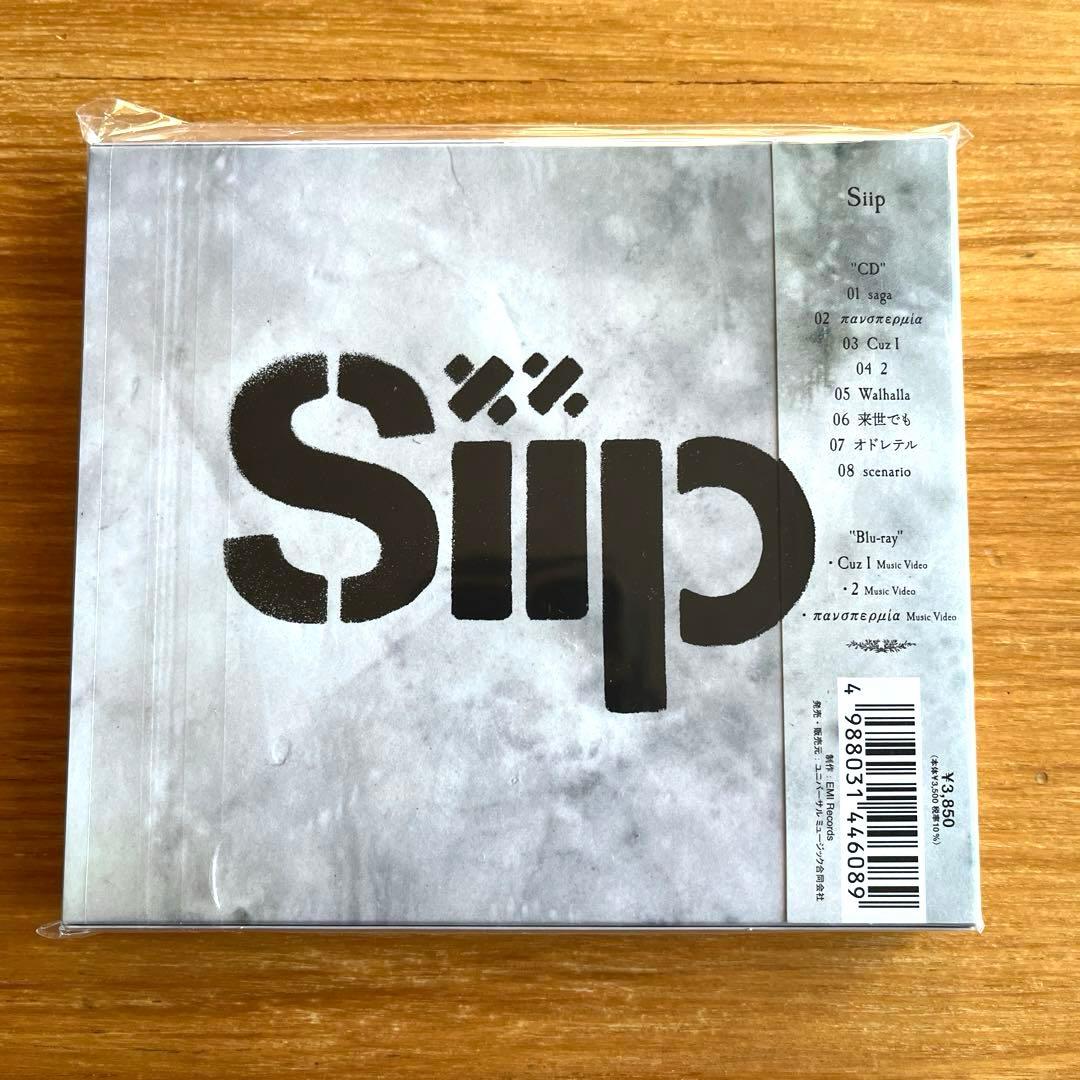 Siip
Siip
"CD"
01 saga
02 πανσπερμία
03 Cuz I
04 2
05 Walhalla
06 来世でも
07 オドレテル
08 scenario
"Blu-ray"
・Cuz I Music Video
・2 Music Video
・πανσπερμία Music Video
¥3,850
(本体¥3,500 税率10%)
4 988031 446089
制作:EMI Records
発売・販売元:ユニバーサル ミュージック合同会社